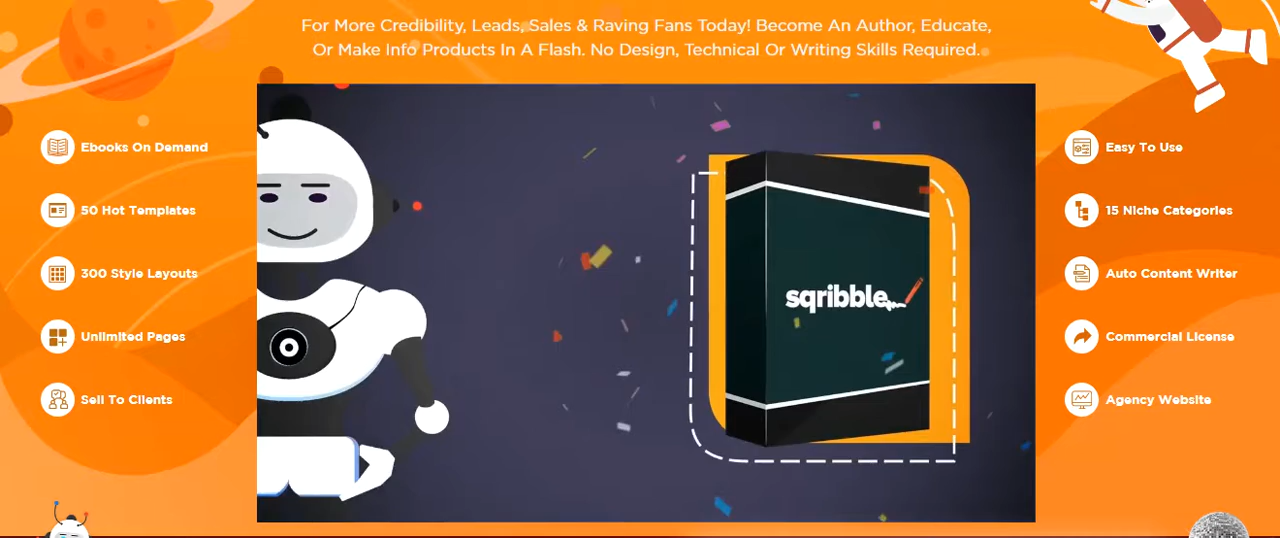 For More Credibility, Leads, Sales & Raving Fans Today! Become An Author, Educate,
Or Make Info Products In A Flash. No Design, Technical Or Writing Skills Required.
Ebooks On Demand
50 Hot Templates
300 Style Layouts
Unlimited Pages
Sell To Clients
sqribble
Easy To Use
15 Niche Categories
Auto Content Writer
Commercial License
Agency Website